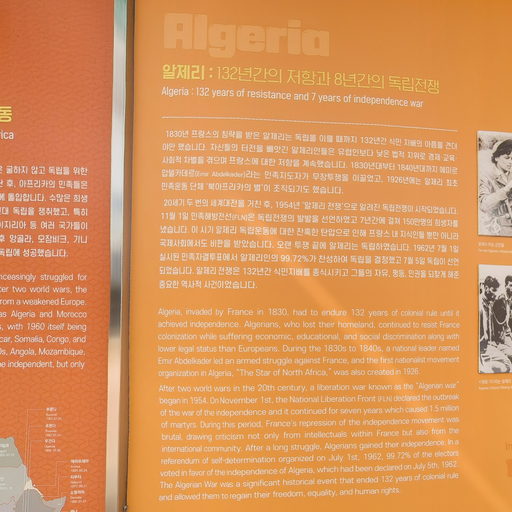 동
ica
은 굴하지 않고 독립을 위한
난 후, 아프리카의 민족들은
에 돌입합니다. 수많은 희생
독립을 쟁취했고, 특히
여러 국가들이
앙골라, 모잠비크, 기니
독립에 성공했습니다.
nceasingly struggled for
ter two world wars, the
rom a weakened Europe.
as Algeria and Morocco
s, with 1960 itself being
car, Somalia, Congo, and
0s, Angola, Mozambique,
e independent, but only
Algeria
알제리 : 132년간의 저항과 8년간의 독립전쟁
Algeria : 132 years of resistance and 7 years of independence war
1830년 프랑스의 침략을 받은 알제리는 독립을 이룰 때까지 132년간 식민 지배의 아픔을 견뎌
야만 했습니다. 자신들의 터전을 빼앗긴 알제리인들은 유럽인보다 낮은 법적 지위로 경제·교육·
사회적 차별을 겪으며 프랑스에 대한 저항을 계속했습니다. 1830년대부터 1840년대까지 에미르
압델카데르(Emir Abdelkader)라는 민족지도자가 무장투쟁을 이끌었고, 1926년에는 알제리 최초
민족운동 단체 '북아프리카의 별'이 조직되기도 했습니다.
20세기 두 번의 세계대전을 거친 후, 1954년 '알제리 전쟁'으로 알려진 독립전쟁이 시작되었습니다.
11월 1일 민족해방전선(FLN)은 독립전쟁의 발발을 선언하였고 7년간에 걸쳐 150만명의 희생자를
냈습니다. 이 시기 알제리 독립운동에 대한 잔혹한 탄압으로 인해 프랑스 내 지식인들 뿐만 아니라
국제사회에서도 비판을 받았습니다. 오랜 투쟁 끝에 알제리는 독립하였습니다. 1962년 7월 1일
실시된 민족자결투표에서 알제리인의 99.72%가 찬성하여 독립을 결정했고 7월 5일 독립이 선언
되었습니다. 알제리 전쟁은 132년간 식민지배를 종식시키고 그들의 자유, 평등, 인권을 되찾게 해준
중요한 역사적 사건이었습니다.
Algeria, invaded by France in 1830, had to endure 132 years of colonial rule until it
achieved independence. Algerians, who lost their homeland, continued to resist French
colonization while suffering economic, educational, and social discrimination along with
lower legal status than Europeans. During the 1830s to 1840s, a national leader named
Emir Abdelkader led an armed struggle against France, and the first nationalist movement
organization in Algeria, "The Star of North Africa," was also created in 1926.
After two world wars in the 20th century, a liberation war known as the "Algerian war"
began in 1954. On November 1st, the National Liberation Front (FLN) declared the outbreak
of the war of the independence and it continued for seven years which caused 1.5 million
of martyrs. During this period, France's repression of the independence movement was
brutal, drawing criticism not only from intellectuals within France but also from the
international community. After a long struggle, Algerians gained their independence. In a
referendum of self-determination organized on July 1st, 1962, 99.72% of the electors
voted in favor of the independence of Algeria, which had been declared on July 5th, 1962.
The Algerian War was a significant historical event that ended 132 years of colonial rule
and allowed them to regain their freedom, equality, and human rights.